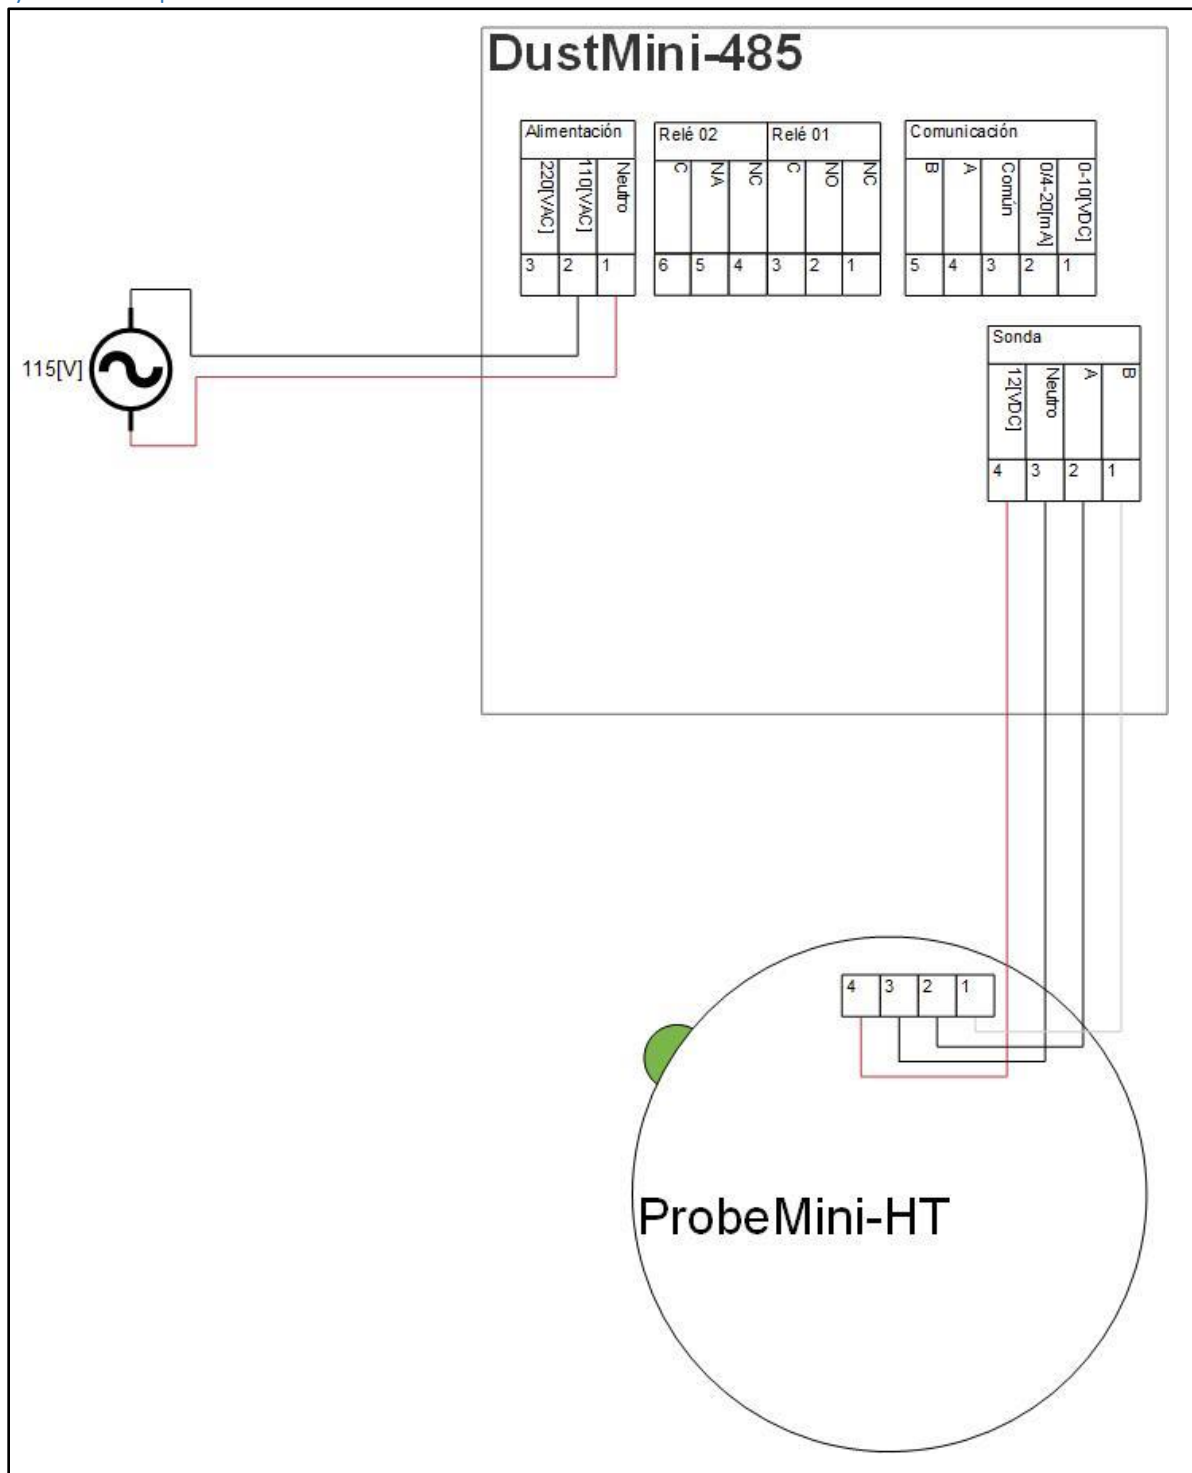 DustMini-485
Alimentación
220[VAC]
110[VAC]
Neutro
3
2
1
Relé 02
Relé 01
C
NA
NC
C
NO
NC
6
5
4
3
2
1
Comunicación
B
A
Común
0/4-20[mA]
0-10[VDC]
5
4
3
2
1
115[V]
Sonda
12[VDC]
Neutro
A
B
4
3
2
1
4
3
2
1
ProbeMini-HT